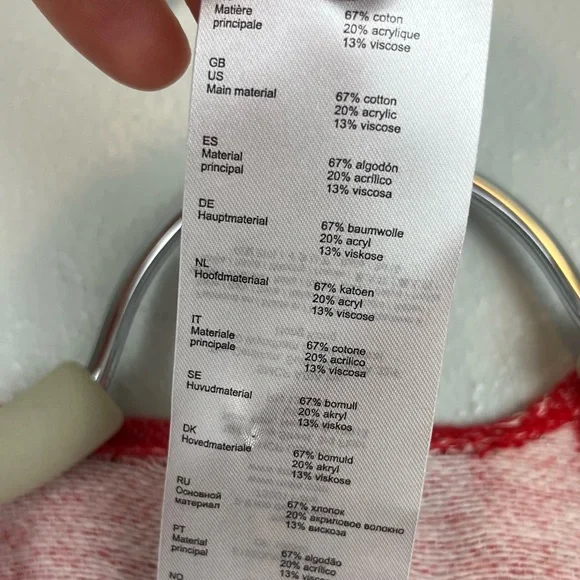 Matière
principale
67% coton
20% acrylique
13% viscose
GB
US
Main material
67% cotton
20% acrylic
13% viscose
ES
Material
principal
67% algodón
20% acrílico
13% viscosa
DE
Hauptmaterial
67% baumwolle
20% acryl
13% viskose
NL
Hoofdmateriaal
67% katoen
20% acryl
13% viscose
IT
Materiale
principale
67% cotone
20% acrilico
13% viscosa
SE
Huvudmaterial
67% bomull
20% akryl
13% viskos
DK
Hovedmateriale
67% bomuld
20% akryl
13% viskose
RU
Основной
материал
67% хлопок
20% акриловое волокно
13% вискоза
PT
Material
principal
67% algodão
20% acrílico
13% viscose
NO